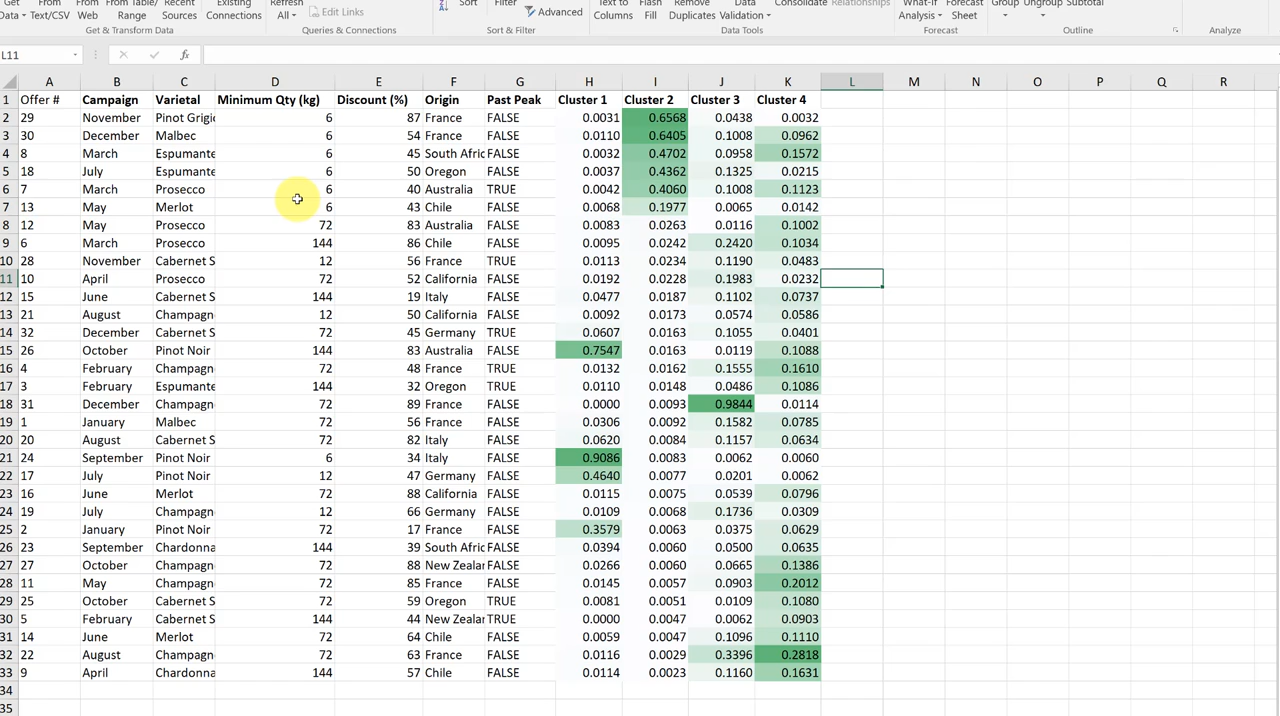 Get From From From Table/ Recent Existing Refresh Sort Filter Text to Flash Remove Data Consolidate Relationships What-If Forecast Group Ungroup Subtotal
Data Text/CSV Web Range Sources Connections All Edit Links Advanced Columns Fill Duplicates Validation Analysis Sheet
Get & Transform Data Queries & Connections Sort & Filter Data Tools Forecast Outline Analyze
L11 fx
A B C D E F G H I J K L M N O P Q R
1 Offer # Campaign Varietal Minimum Qty (kg) Discount (%) Origin Past Peak Cluster 1 Cluster 2 Cluster 3 Cluster 4
2 29 November Pinot Grigio 6 87 France FALSE 0.0031 0.6568 0.0438 0.0032
3 30 December Malbec 6 54 France FALSE 0.0110 0.6405 0.1008 0.0962
4 8 March Espumante 6 45 South Afric FALSE 0.0032 0.4702 0.0958 0.1572
5 18 July Espumante 6 50 Oregon FALSE 0.0037 0.4362 0.1325 0.0215
6 7 March Prosecco 6 40 Australia TRUE 0.0042 0.4060 0.1008 0.1123
7 13 May Merlot 6 43 Chile FALSE 0.0068 0.1977 0.0065 0.0142
8 12 May Prosecco 72 83 Australia FALSE 0.0083 0.0263 0.0116 0.1002
9 6 March Prosecco 144 86 Chile FALSE 0.0095 0.0242 0.2420 0.1034
10 28 November Cabernet S 12 56 France TRUE 0.0113 0.0234 0.1190 0.0483
11 10 April Prosecco 72 52 California FALSE 0.0192 0.0228 0.1983 0.0232
12 15 June Cabernet S 144 19 Italy FALSE 0.0477 0.0187 0.1102 0.0737
13 21 August Champagn 12 50 California FALSE 0.0092 0.0173 0.0574 0.0586
14 32 December Cabernet S 72 45 Germany TRUE 0.0607 0.0163 0.1055 0.0401
15 26 October Pinot Noir 144 83 Australia FALSE 0.7547 0.0163 0.0119 0.1088
16 4 February Champagn 72 48 France TRUE 0.0132 0.0162 0.1555 0.1610
17 3 February Espumante 144 32 Oregon TRUE 0.0110 0.0148 0.0486 0.1086
18 31 December Champagn 72 89 France FALSE 0.0000 0.0093 0.9844 0.0114
19 1 January Malbec 72 56 France FALSE 0.0306 0.0092 0.1582 0.0785
20 20 August Cabernet S 72 82 Italy FALSE 0.0620 0.0084 0.1157 0.0634
21 24 September Pinot Noir 6 34 Italy FALSE 0.9086 0.0083 0.0062 0.0060
22 17 July Pinot Noir 12 47 Germany FALSE 0.4640 0.0077 0.0201 0.0062
23 16 June Merlot 72 88 California FALSE 0.0115 0.0075 0.0539 0.0796
24 19 July Champagn 12 66 Germany FALSE 0.0109 0.0068 0.1736 0.0309
25 2 January Pinot Noir 72 17 France FALSE 0.3579 0.0063 0.0375 0.0629
26 23 September Chardonna 144 39 South Afric FALSE 0.0394 0.0060 0.0500 0.0635
27 27 October Champagn 72 88 New Zealan FALSE 0.0266 0.0060 0.0665 0.1386
28 11 May Champagn 72 85 France FALSE 0.0145 0.0057 0.0903 0.2012
29 25 October Cabernet S 72 59 Oregon TRUE 0.0081 0.0051 0.0109 0.1080
30 5 February Cabernet S 144 44 New Zealan TRUE 0.0000 0.0047 0.0062 0.0903
31 14 June Merlot 72 64 Chile FALSE 0.0059 0.0047 0.1096 0.1110
32 22 August Champagn 72 63 France FALSE 0.0116 0.0029 0.3396 0.2818
33 9 April Chardonna 144 57 Chile FALSE 0.0114 0.0023 0.1160 0.1631
34
35